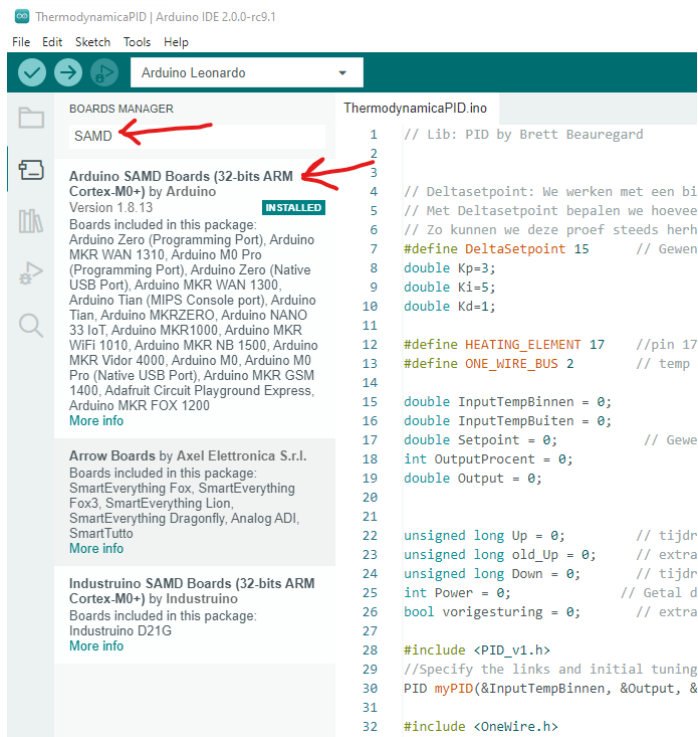 ThermodynamicaPID | Arduino IDE 2.0.0-rc9.1
File Edit Sketch Tools Help
Arduino Leonardo
BOARDS MANAGER
SAMD
Arduino SAMD Boards (32-bits ARM
Cortex-M0+) by Arduino
Version 1.8.13
INSTALLED
Boards included in this package:
Arduino Zero (Programming Port), Arduino
MKR WAN 1310, Arduino M0 Pro
(Programming Port), Arduino Zero (Native
USB Port), Arduino MKR WAN 1300,
Arduino Tian (MIPS Console port), Arduino
Tian, Arduino MKRZERO, Arduino NANO
33 IoT, Arduino MKR1000, Arduino MKR
WiFi 1010, Arduino MKR NB 1500, Arduino
MKR Vidor 4000, Arduino M0, Arduino M0
Pro (Native USB Port), Arduino MKR GSM
1400, Adafruit Circuit Playground Express,
Arduino MKR FOX 1200
More info
Arrow Boards by Axel Elettronica S.r.l.
Boards included in this package:
SmartEverything Fox, SmartEverything
Fox3, SmartEverything Lion,
SmartEverything Dragonfly, Analog ADI,
SmartTutto
More info
Industruino SAMD Boards (32-bits ARM
Cortex-M0+) by Industruino
Boards included in this package:
Industruino D21G
More info
ThermodynamicaPID.ino
1 // Lib: PID by Brett Beauregard
2
3
4 // Deltasetpoint: We werken met een bi
5 // Met Deltasetpoint bepalen we hoevee
6 // Zo kunnen we deze proef steeds herh
7 #define DeltaSetpoint 15 // Gewen
8 double Kp=3;
9 double Ki=5;
10 double Kd=1;
11
12 #define HEATING_ELEMENT 17 //pin 17
13 #define ONE_WIRE_BUS 2 // temp
14
15 double InputTempBinnen = 0;
16 double InputTempBuiten = 0;
17 double Setpoint = 0; // Gewe
18 int OutputProcent = 0;
19 double Output = 0;
20
21
22 unsigned long Up = 0; // tijdr
23 unsigned long old_Up = 0; // extra
24 unsigned long Down = 0; // tijdr
25 int Power = 0; // Getal d
26 bool vorigesturing = 0; // extra
27
28 #include <PID_v1.h>
29 //Specify the links and initial tuning
30 PID myPID(&InputTempBinnen, &Output, &
31
32 #include <OneWire.h>